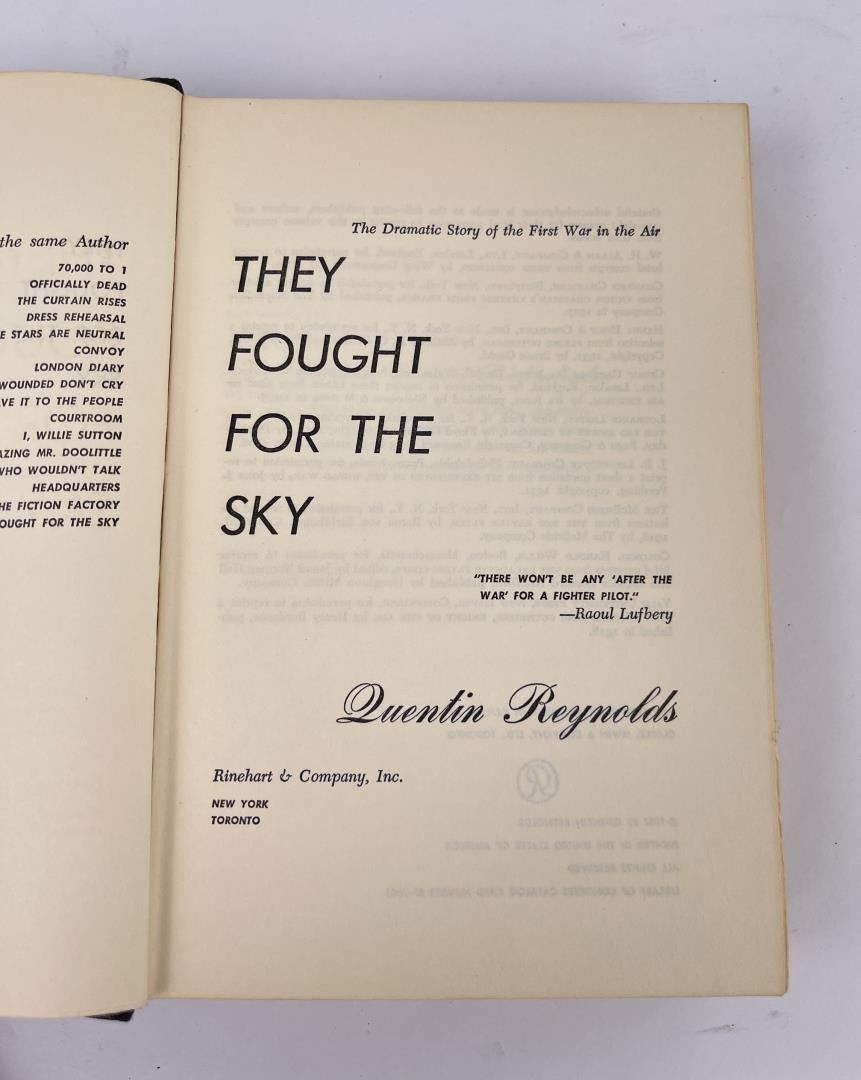 the same Author
70,000 TO 1
OFFICIALLY DEAD
THE CURTAIN RISES
DRESS REHEARSAL
STARS ARE NEUTRAL
CONVOY
LONDON DIARY
WOUNDED DON'T CRY
IT TO THE PEOPLE
COURTROOM
I, WILLIE SUTTON
MR. DOOLITTLE
WHO WOULDN'T TALK
HEADQUARTERS
FICTION FACTORY
FOR THE SKY
The Dramatic Story of the First War in the Air
THEY
FOUGHT
FOR THE
SKY
"THERE WON'T BE ANY 'AFTER THE
WAR' FOR A FIGHTER PILOT."
—Raoul Lufbery
Quentin Reynolds
Rinehart & Company, Inc.
NEW YORK
TORONTO